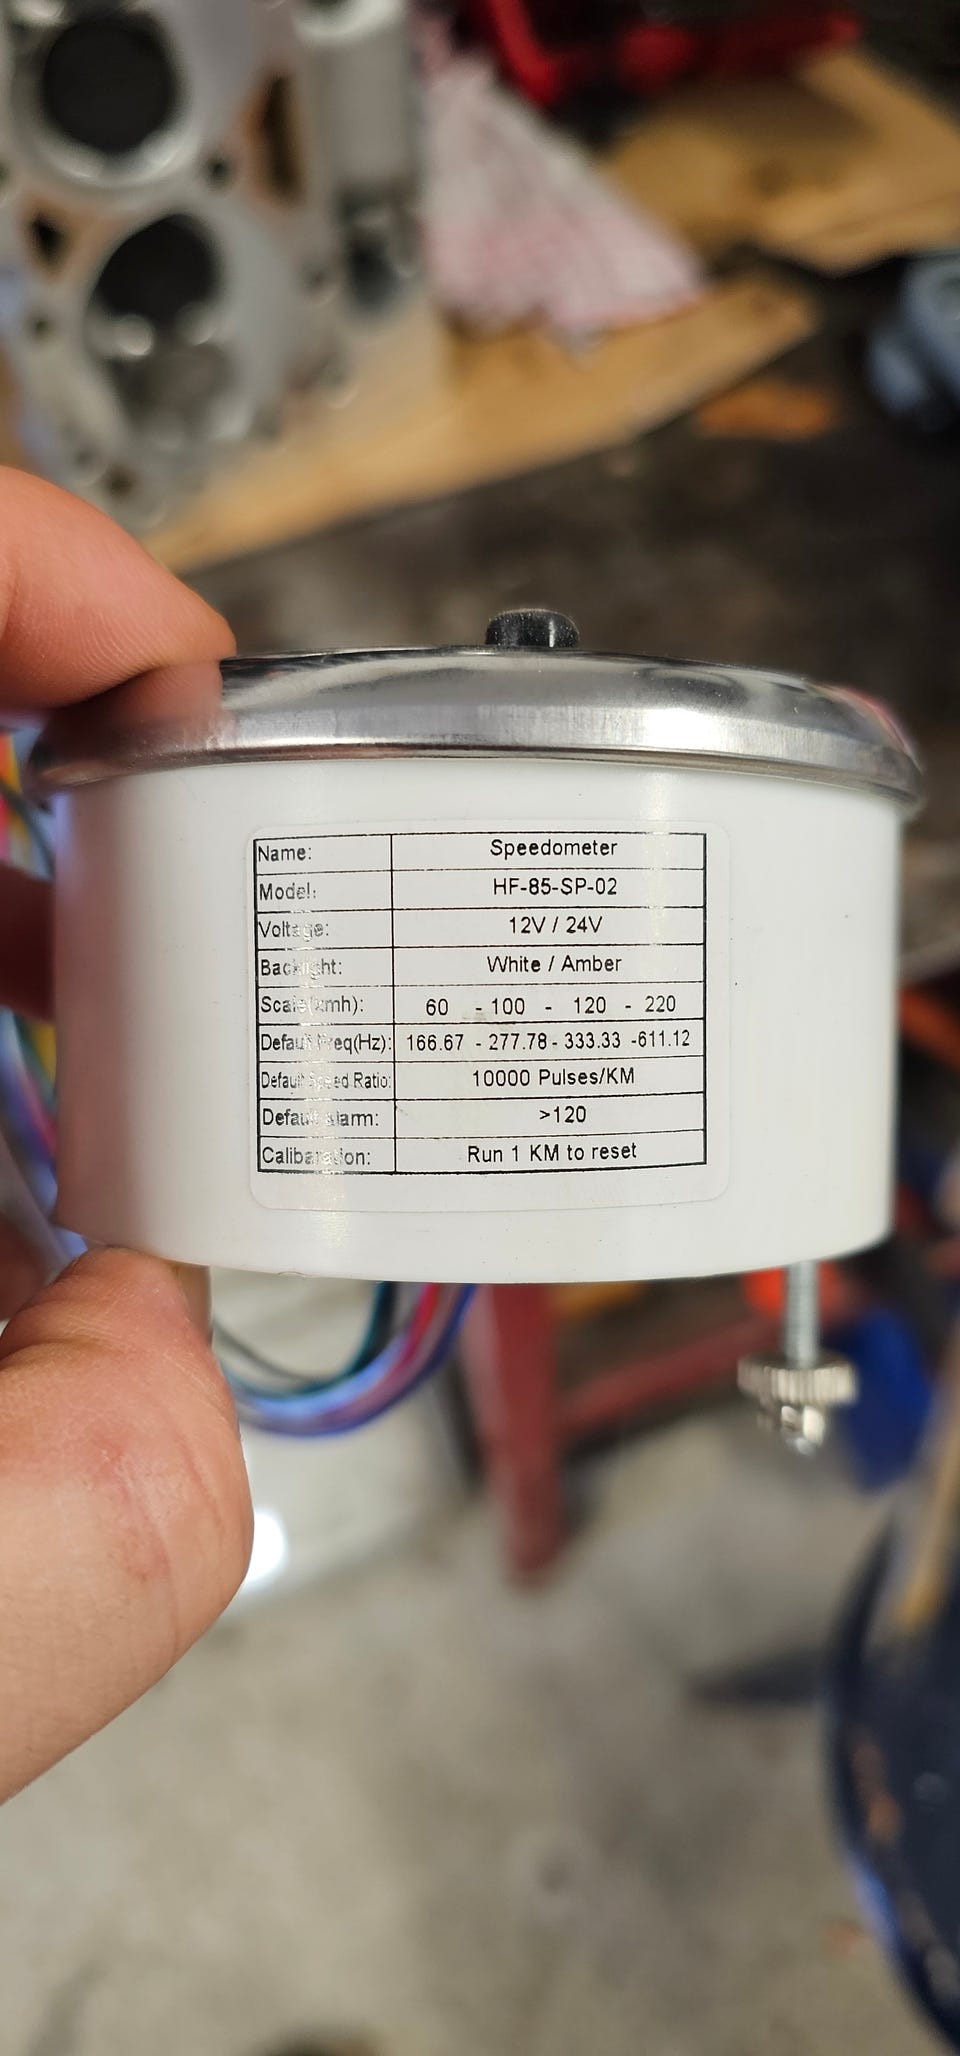 Name: Speedometer
Model: HF-85-SP-02
Voltage: 12V / 24V
Backlight: White / Amber
Scale(kmh): 60 - 100 - 120 - 220
Default Freq(Hz): 166.67 - 277.78 - 333.33 -611.12
Default Speed Ratio: 10000 Pulses/KM
Default Alarm: >120
Calibaration: Run 1 KM to reset